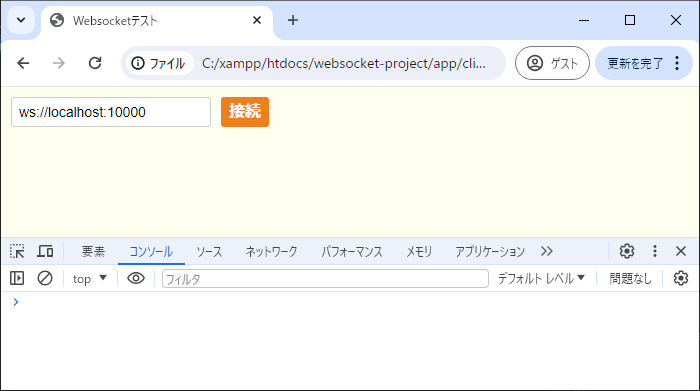 Websocketテスト
ファイル C:/xampp/htdocs/websocket-project/app/cli... ゲスト 更新を完了
ws://localhost:10000 接続
要素 コンソール ソース ネットワーク パフォーマンス メモリ アプリケーション
top フィルタ デフォルト レベル 問題なし